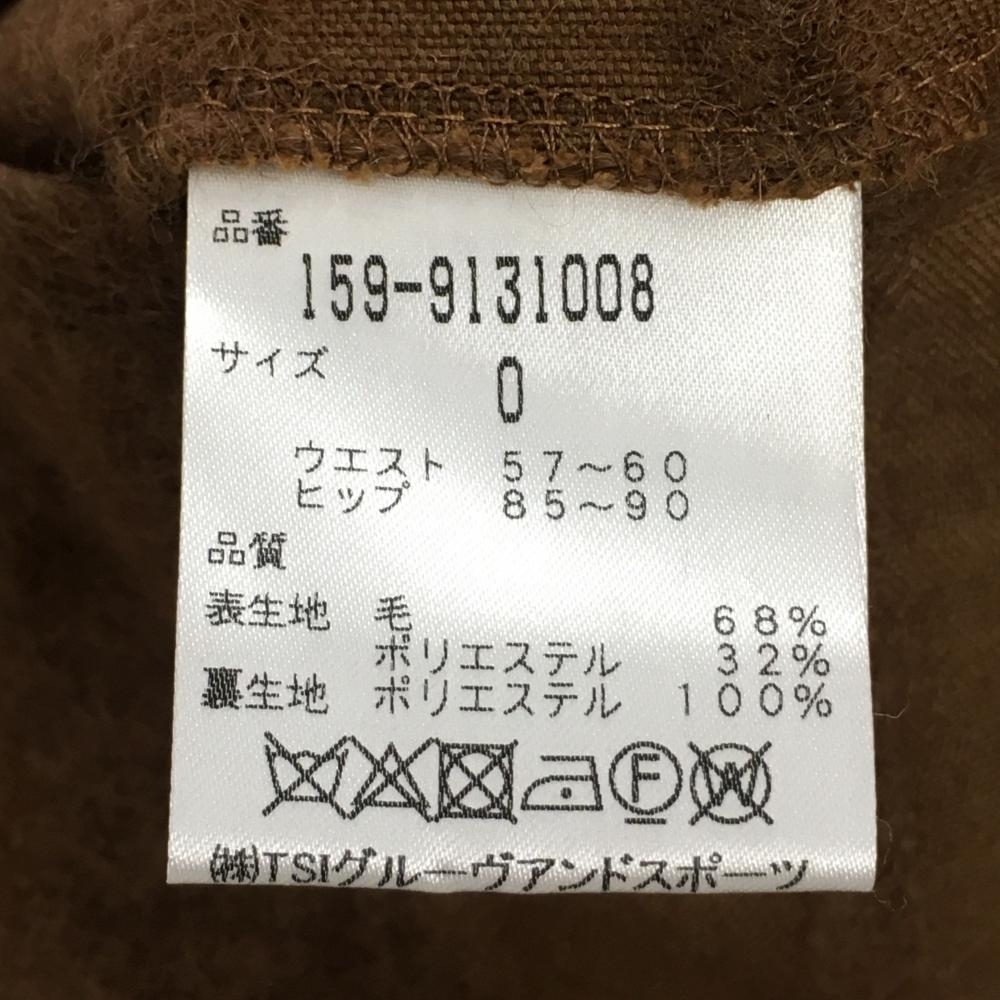 品番
159-9131008
サイズ
0
ウエスト 57～60
ヒップ 85～90
品質
表生地 毛 68%
ポリエステル 32%
裏生地 ポリエステル 100%
F W
㈱TSIグルーヴアンドスポーツ